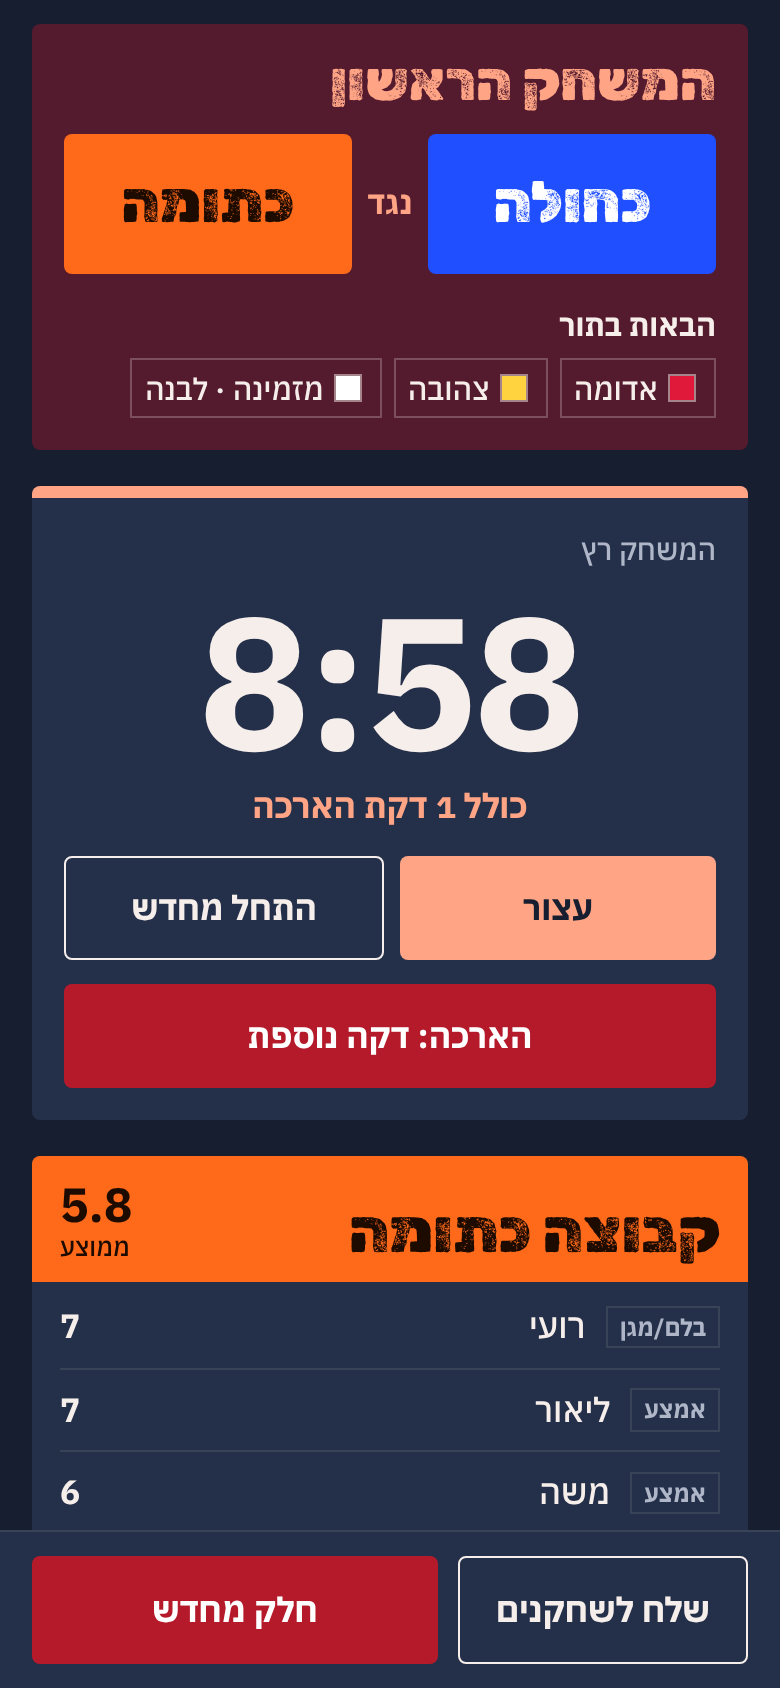 המשחק הראשון
כחולה נגד כתומה
הבאות בתור
אדומה צהובה מזמינה · לבנה
המשחק רץ
8:58
כולל 1 דקת הארכה
עצור התחל מחדש
הארכה: דקה נוספת
קבוצה כתומה 5.8
ממוצע
בלם/מגן רועי 7
אמצע ליאור 7
אמצע משה 6
שלח לשחקנים חלק מחדש